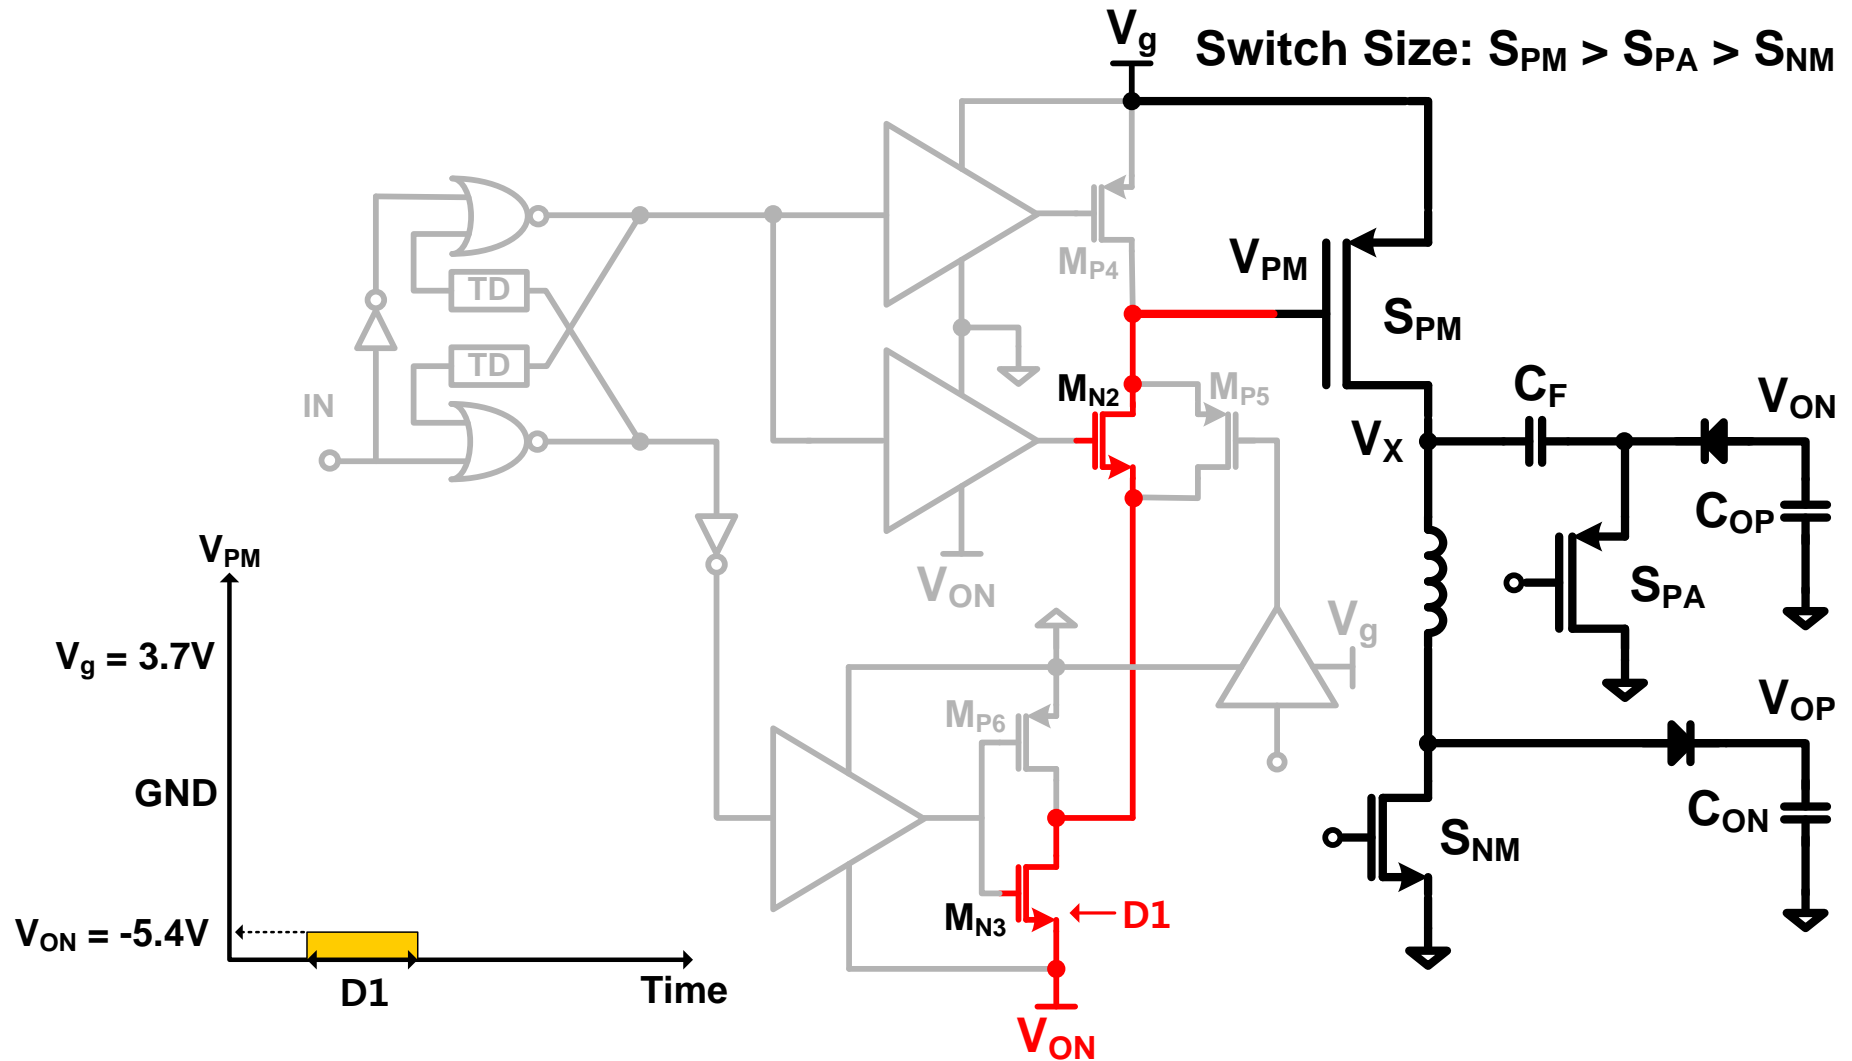 Vg
Switch Size: SPM > SPA > SNM
MP4
VPM
SPM
TD
TD
IN
MN2
MP5
CF
VON
VX
COP
VPM
VON
SPA
Vg
Vg = 3.7V
MP6
VOP
GND
CON
SNM
VON = -5.4V
MN3
D1
D1
Time
VON